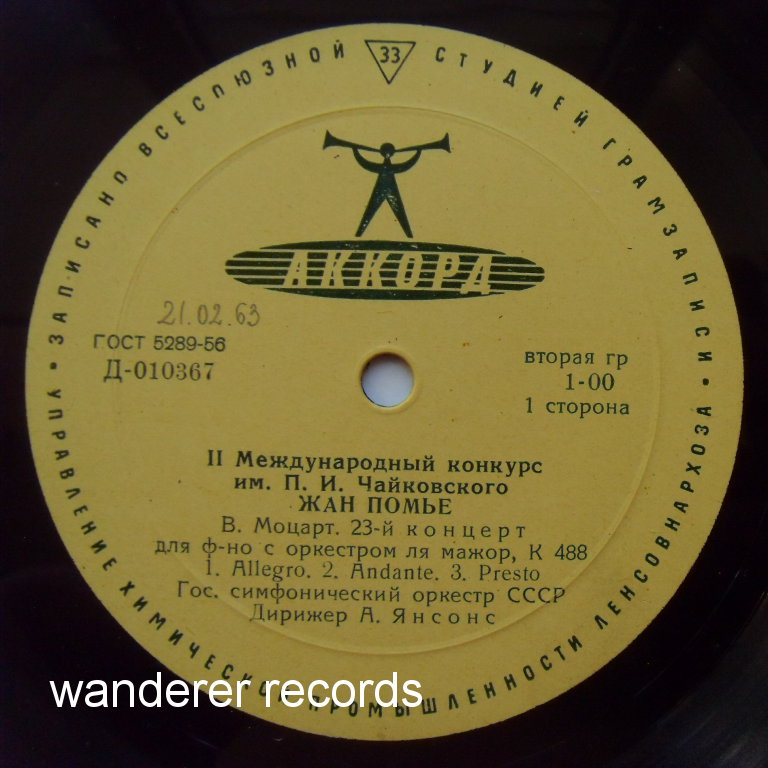 ЗАПИСАНО ВСЕСОЮЗНОЙ СТУДИЕЙ ГРАМЗАПИСИ
33
АККОРД
21.02.63
ГОСТ 5289-56
Д-010367
вторая гр
1-00
1 сторона
II Международный конкурс
им. П. И. Чайковского
ЖАН ПОМЬЕ
В. Моцарт. 23-й концерт
для ф-но с оркестром ля мажор, К 488
1. Allegro. 2. Andante. 3. Presto
Гос. симфонический оркестр СССР
Дирижер А. Янсонс
УПРАВЛЕНИЕ ХИМИЧЕСКОЙ ПРОМЫШЛЕННОСТИ ЛЕНСОВНАРХОЗА
wanderer records